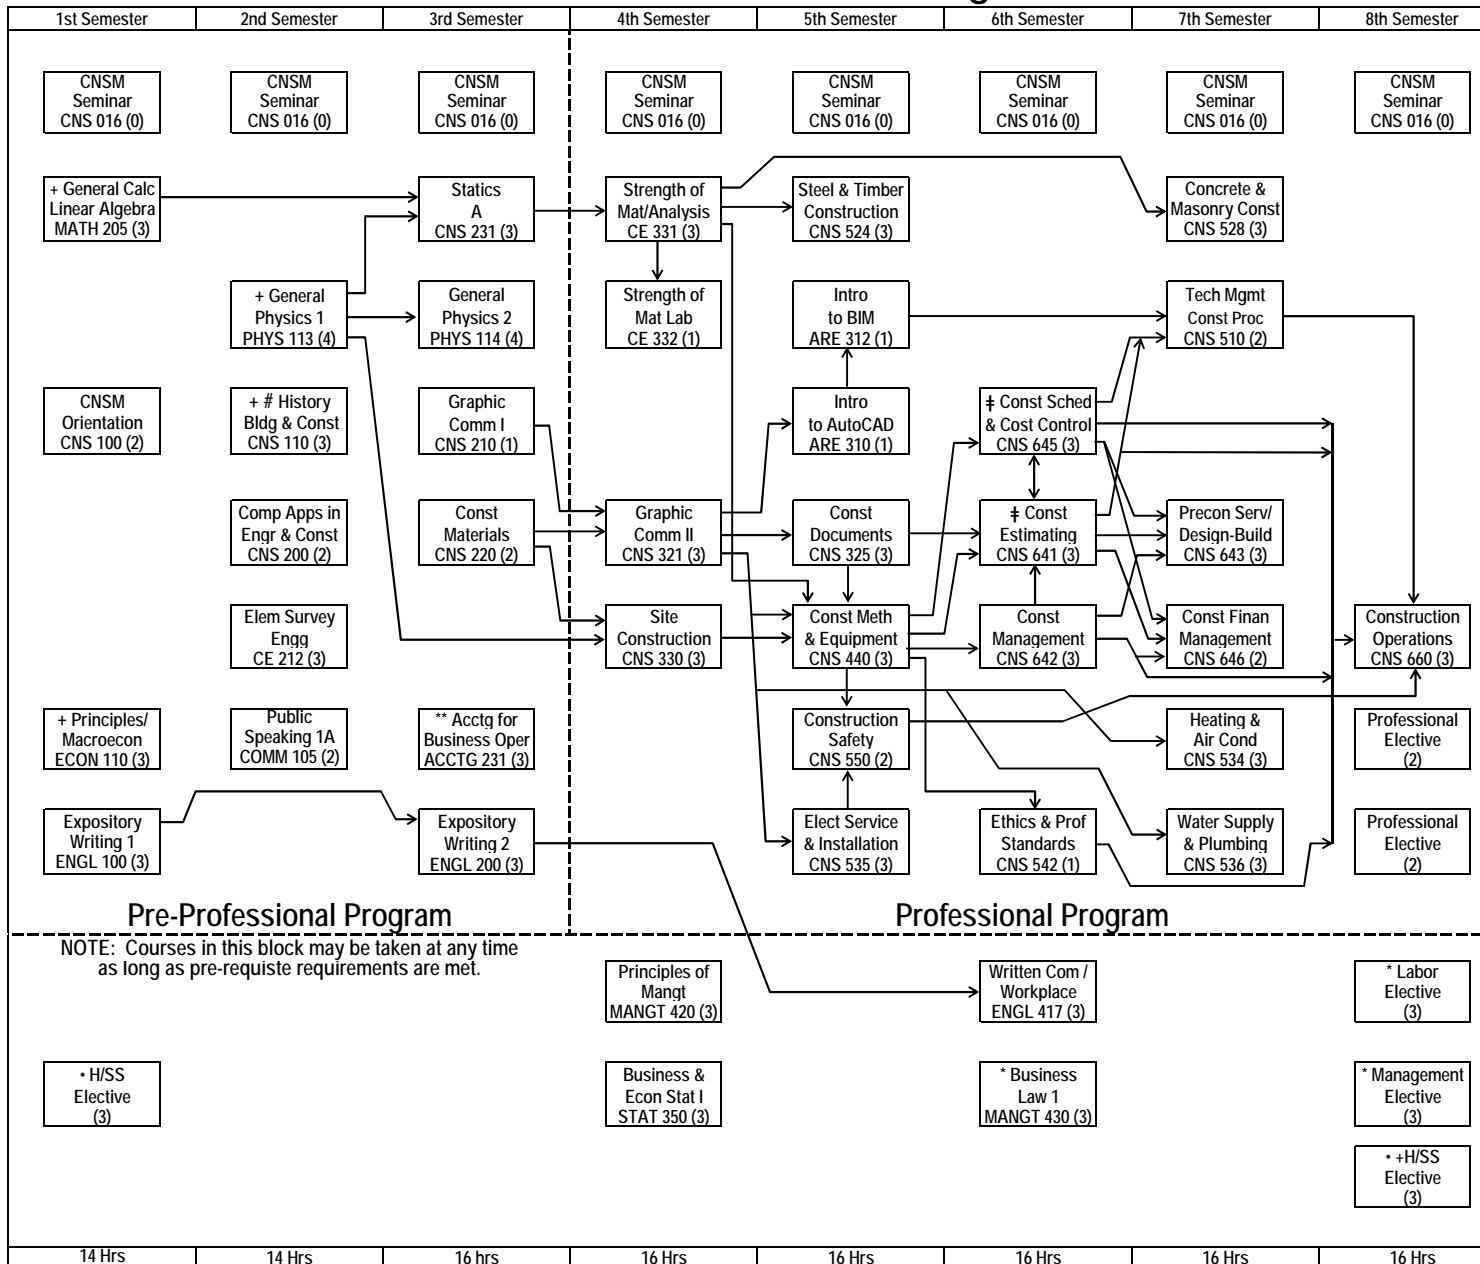 1st Semester
2nd Semester
3rd Semester
4th Semester
5th Semester
6th Semester
7th Semester
8th Semester
CNSM
Seminar
CNS 016 (0)
CNSM
Seminar
CNS 016 (0)
CNSM
Seminar
CNS 016 (0)
CNSM
Seminar
CNS 016 (0)
CNSM
Seminar
CNS 016 (0)
CNSM
Seminar
CNS 016 (0)
CNSM
Seminar
CNS 016 (0)
CNSM
Seminar
CNS 016 (0)
+ General Calc
Linear Algebra
MATH 205 (3)
Statics
A
CNS 231 (3)
Strength of
Mat/Analysis
CE 331 (3)
Steel & Timber
Construction
CNS 524 (3)
Concrete &
Masonry Const
CNS 528 (3)
+ General
Physics 1
PHYS 113 (4)
General
Physics 2
PHYS 114 (4)
Strength of
Mat Lab
CE 332 (1)
Intro
to BIM
ARE 312 (1)
Tech Mgmt
Const Proc
CNS 510 (2)
CNSM
Orientation
CNS 100 (2)
+ # History
Bldg & Const
CNS 110 (3)
Graphic
Comm I
CNS 210 (1)
Intro
to AutoCAD
ARE 310 (1)
ǂ Const Sched
& Cost Control
CNS 645 (3)
Comp Apps in
Engr & Const
CNS 200 (2)
Const
Materials
CNS 220 (2)
Graphic
Comm II
CNS 321 (3)
Const
Documents
CNS 325 (3)
ǂ Const
Estimating
CNS 641 (3)
Precon Serv/
Design-Build
CNS 643 (3)
Elem Survey
Engg
CE 212 (3)
Site
Construction
CNS 330 (3)
Const Meth
& Equipment
CNS 440 (3)
Const
Management
CNS 642 (3)
Const Finan
Management
CNS 646 (2)
Construction
Operations
CNS 660 (3)
+ Principles/
Macroecon
ECON 110 (3)
Public
Speaking 1A
COMM 105 (2)
** Acctg for
Business Oper
ACCTG 231 (3)
Construction
Safety
CNS 550 (2)
Heating &
Air Cond
CNS 534 (3)
Professional
Elective
(2)
Expository
Writing 1
ENGL 100 (3)
Expository
Writing 2
ENGL 200 (3)
Elect Service
& Installation
CNS 535 (3)
Ethics & Prof
Standards
CNS 542 (1)
Water Supply
& Plumbing
CNS 536 (3)
Professional
Elective
(2)
Pre-Professional Program
Professional Program
NOTE: Courses in this block may be taken at any time
as long as pre-requiste requirements are met.
Principles of
Mangt
MANGT 420 (3)
Written Com /
Workplace
ENGL 417 (3)
* Labor
Elective
(3)
• H/SS
Elective
(3)
Business &
Econ Stat I
STAT 350 (3)
* Business
Law 1
MANGT 430 (3)
* Management
Elective
(3)
• +H/SS
Elective
(3)
14 Hrs
14 Hrs
16 hrs
16 Hrs
16 Hrs
16 Hrs
16 Hrs
16 Hrs